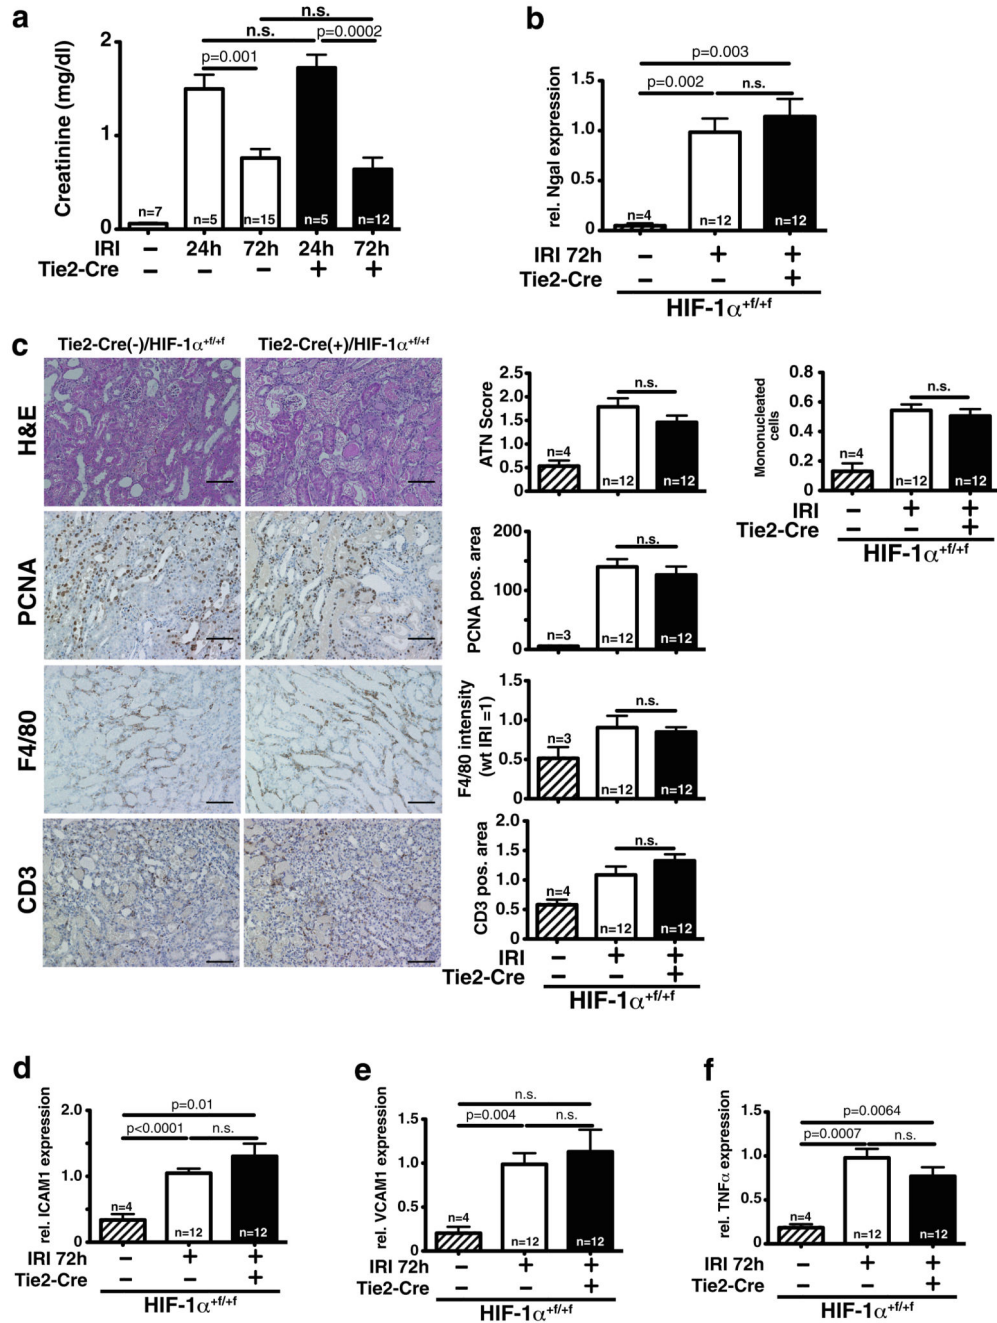 a
n.s.
n.s.
p=0.0002
p=0.001
Creatinine (mg/dl)
2
1
0
n=7
n=5
n=15
n=5
n=12
IRI – 24h 72h 24h 72h
Tie2-Cre – – – + +
b
p=0.003
p=0.002
n.s.
rel. Ngal expression
1.5
1.0
0.5
0
n=4
n=12
n=12
IRI 72h – + +
Tie2-Cre – – +
HIF-1α+f/+f
c
Tie2-Cre(-)/HIF-1α+f/+f
Tie2-Cre(+)/HIF-1α+f/+f
H&E
PCNA
F4/80
CD3
ATN Score
2.5
2.0
1.5
1.0
0.5
0
n.s.
n=4
n=12
n=12
Mononucleated
cells
0.8
0.6
0.4
0.2
0
n.s.
n=4
n=12
n=12
IRI – + +
Tie2-Cre – – +
HIF-1α+f/+f
PCNA pos. area
200
100
0
n.s.
n=3
n=12
n=12
F4/80 intensity
(wt IRI =1)
1.5
1.0
0.5
0
n.s.
n=3
n=12
n=12
CD3 pos. area
2.0
1.5
1.0
0.5
0
n.s.
n=4
n=12
n=12
IRI – + +
Tie2-Cre – – +
HIF-1α+f/+f
d
rel. ICAM1 expression
2.0
1.0
0
p=0.01
p<0.0001
n.s.
n=4
n=12
n=12
IRI 72h – + +
Tie2-Cre – – +
HIF-1α+f/+f
e
rel. VCAM1 expression
1.5
1.0
0.5
0
n.s.
p=0.004
n.s.
n=4
n=12
n=12
IRI 72h – + +
Tie2-Cre – – +
HIF-1α+f/+f
f
rel. TNFα expression
1.5
1.0
0.5
0
p=0.0064
p=0.0007
n.s.
n=4
n=12
n=12
IRI 72h – + +
Tie2-Cre – – +
HIF-1α+f/+f